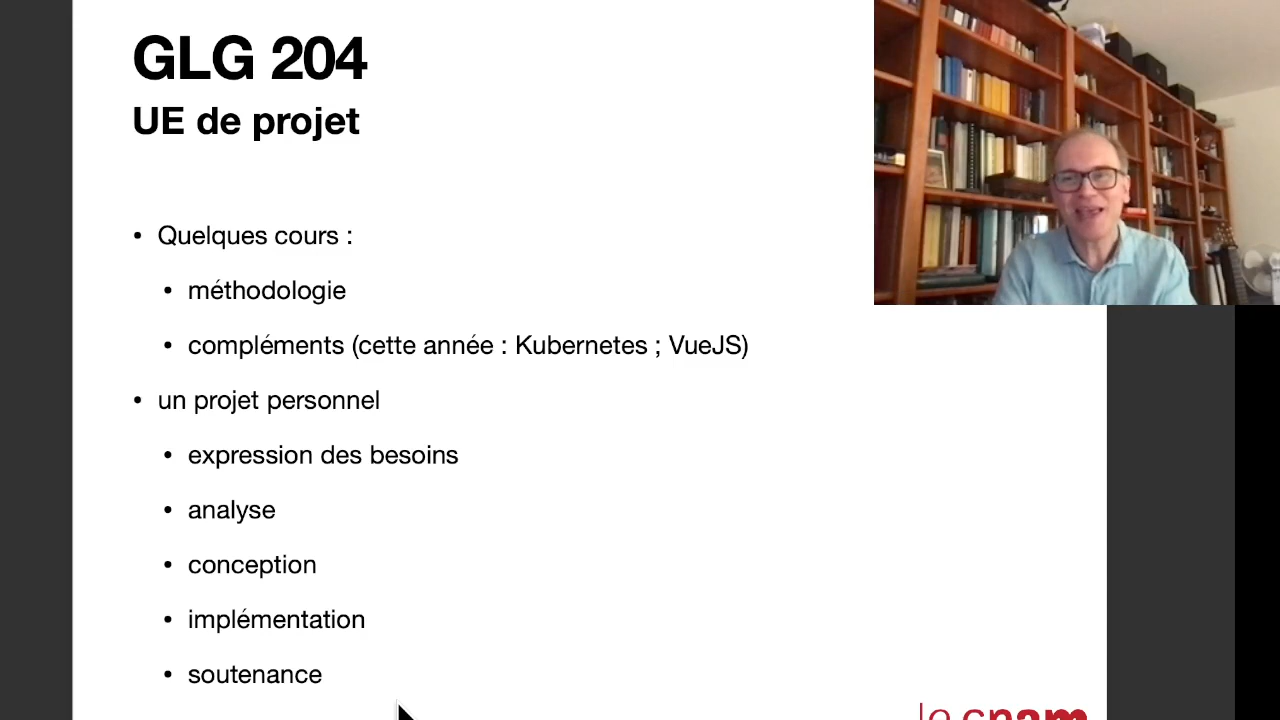 GLG 204
UE de projet
• Quelques cours :
• méthodologie
• compléments (cette année : Kubernetes ; VueJS)
• un projet personnel
• expression des besoins
• analyse
• conception
• implémentation
• soutenance
le cnam